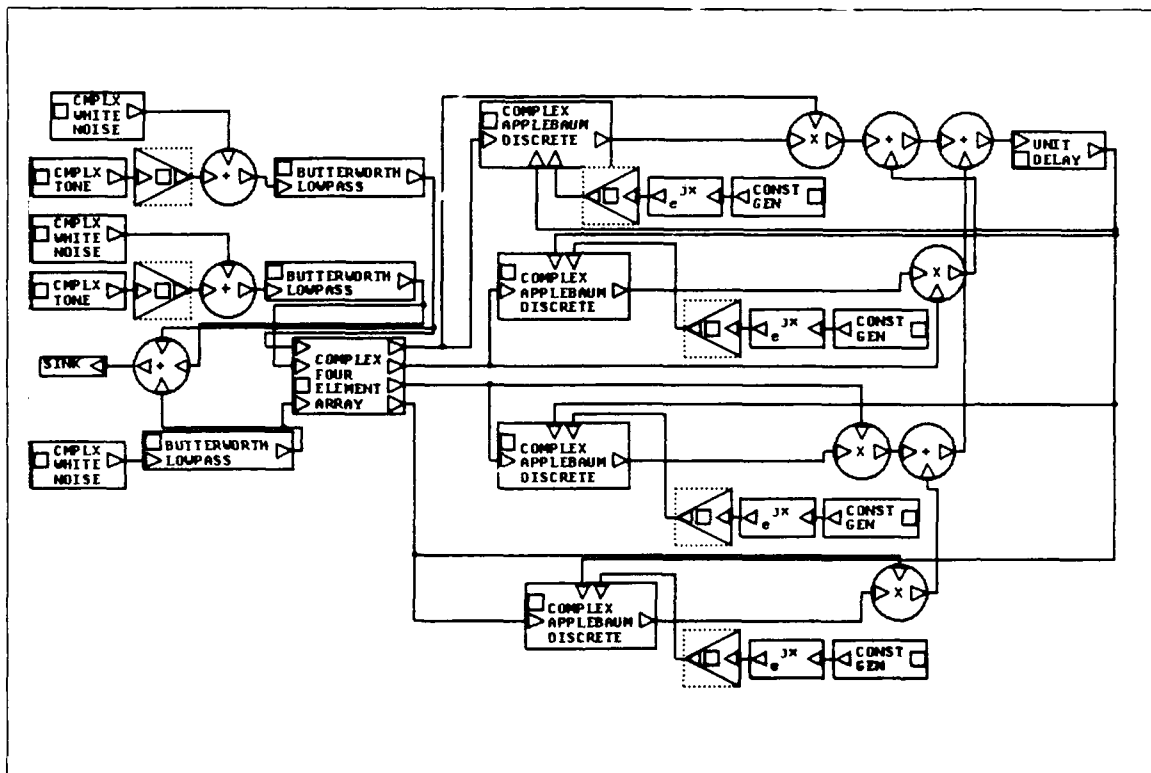 CMPLX
WHITE
NOISE
CMPLX
TONE
+
BUTTERWORTH
LOWPASS
CMPLX
WHITE
NOISE
CMPLX
TONE
+
BUTTERWORTH
LOWPASS
SINK
+
COMPLEX
FOUR
ELEMENT
ARRAY
CMPLX
WHITE
NOISE
BUTTERWORTH
LOWPASS
COMPLEX
APPLEBAUM
DISCRETE
X
+
+
UNIT
DELAY
e jx
CONST
GEN
COMPLEX
APPLEBAUM
DISCRETE
X
e jx
CONST
GEN
COMPLEX
APPLEBAUM
DISCRETE
X
+
e jx
CONST
GEN
COMPLEX
APPLEBAUM
DISCRETE
X
e jx
CONST
GEN